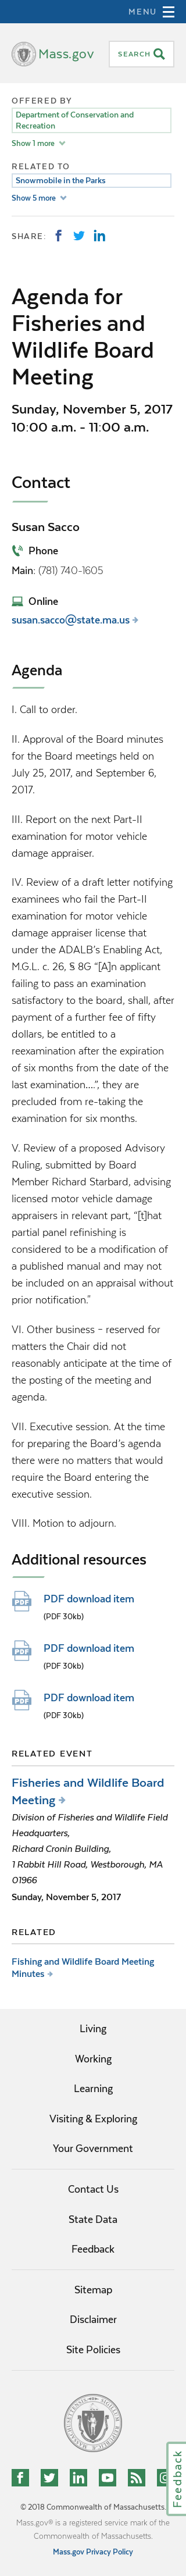 MENU
Mass.gov
SEARCH
OFFERED BY
Department of Conservation and
Recreation
Show 1 more
RELATED TO
Snowmobile in the Parks
Show 5 more
SHARE:
Agenda for
Fisheries and
Wildlife Board
Meeting
Sunday, November 5, 2017
10:00 a.m. - 11:00 a.m.
Contact
Susan Sacco
Phone
Main: (781) 740-1605
Online
susan.sacco@state.ma.us
Agenda
I. Call to order.
II. Approval of the Board minutes
for the Board meetings held on
July 25, 2017, and September 6,
2017.
III. Report on the next Part-II
examination for motor vehicle
damage appraiser.
IV. Review of a draft letter notifying
examinees who fail the Part-II
examination for motor vehicle
damage appraiser license that
under the ADALB's Enabling Act,
M.G.L. c. 26, § 8G "[A]n applicant
failing to pass an examination
satisfactory to the board, shall, after
payment of a further fee of fifty
dollars, be entitled to a
reexamination after the expiration
of six months from the date of the
last examination....", they are
precluded from re-taking the
examination for six months.
V. Review of a proposed Advisory
Ruling, submitted by Board
Member Richard Starbard, advising
licensed motor vehicle damage
appraisers in relevant part, "[t]hat
partial panel refinishing is
considered to be a modification of
a published manual and may not
be included on an appraisal without
prior inspection and
negotiation."
VI. Other business – reserved for
matters the Chair did not
reasonably anticipate at the time of
the posting of the meeting and
agenda.
VII. Executive session. At the time
for preparing the Board's agenda
there were no matters that would
require the Board entering the
executive session.
VIII. Motion to adjourn.
Additional resources
PDF
PDF download item
(PDF 30kb)
PDF
PDF download item
(PDF 30kb)
PDF
PDF download item
(PDF 30kb)
RELATED EVENT
Fisheries and Wildlife Board
Meeting
Division of Fisheries and Wildlife Field
Headquarters,
Richard Cronin Building,
1 Rabbit Hill Road, Westborough, MA
01966
Sunday, November 5, 2017
RELATED
Fishing and Wildlife Board Meeting
Minutes
Living
Working
Learning
Visiting & Exploring
Your Government
Contact Us
State Data
Feedback
Sitemap
Disclaimer
Site Policies
Feedback
© 2018 Commonwealth of Massachusetts.
Mass.gov® is a registered service mark of the
Commonwealth of Massachusetts.
Mass.gov Privacy Policy